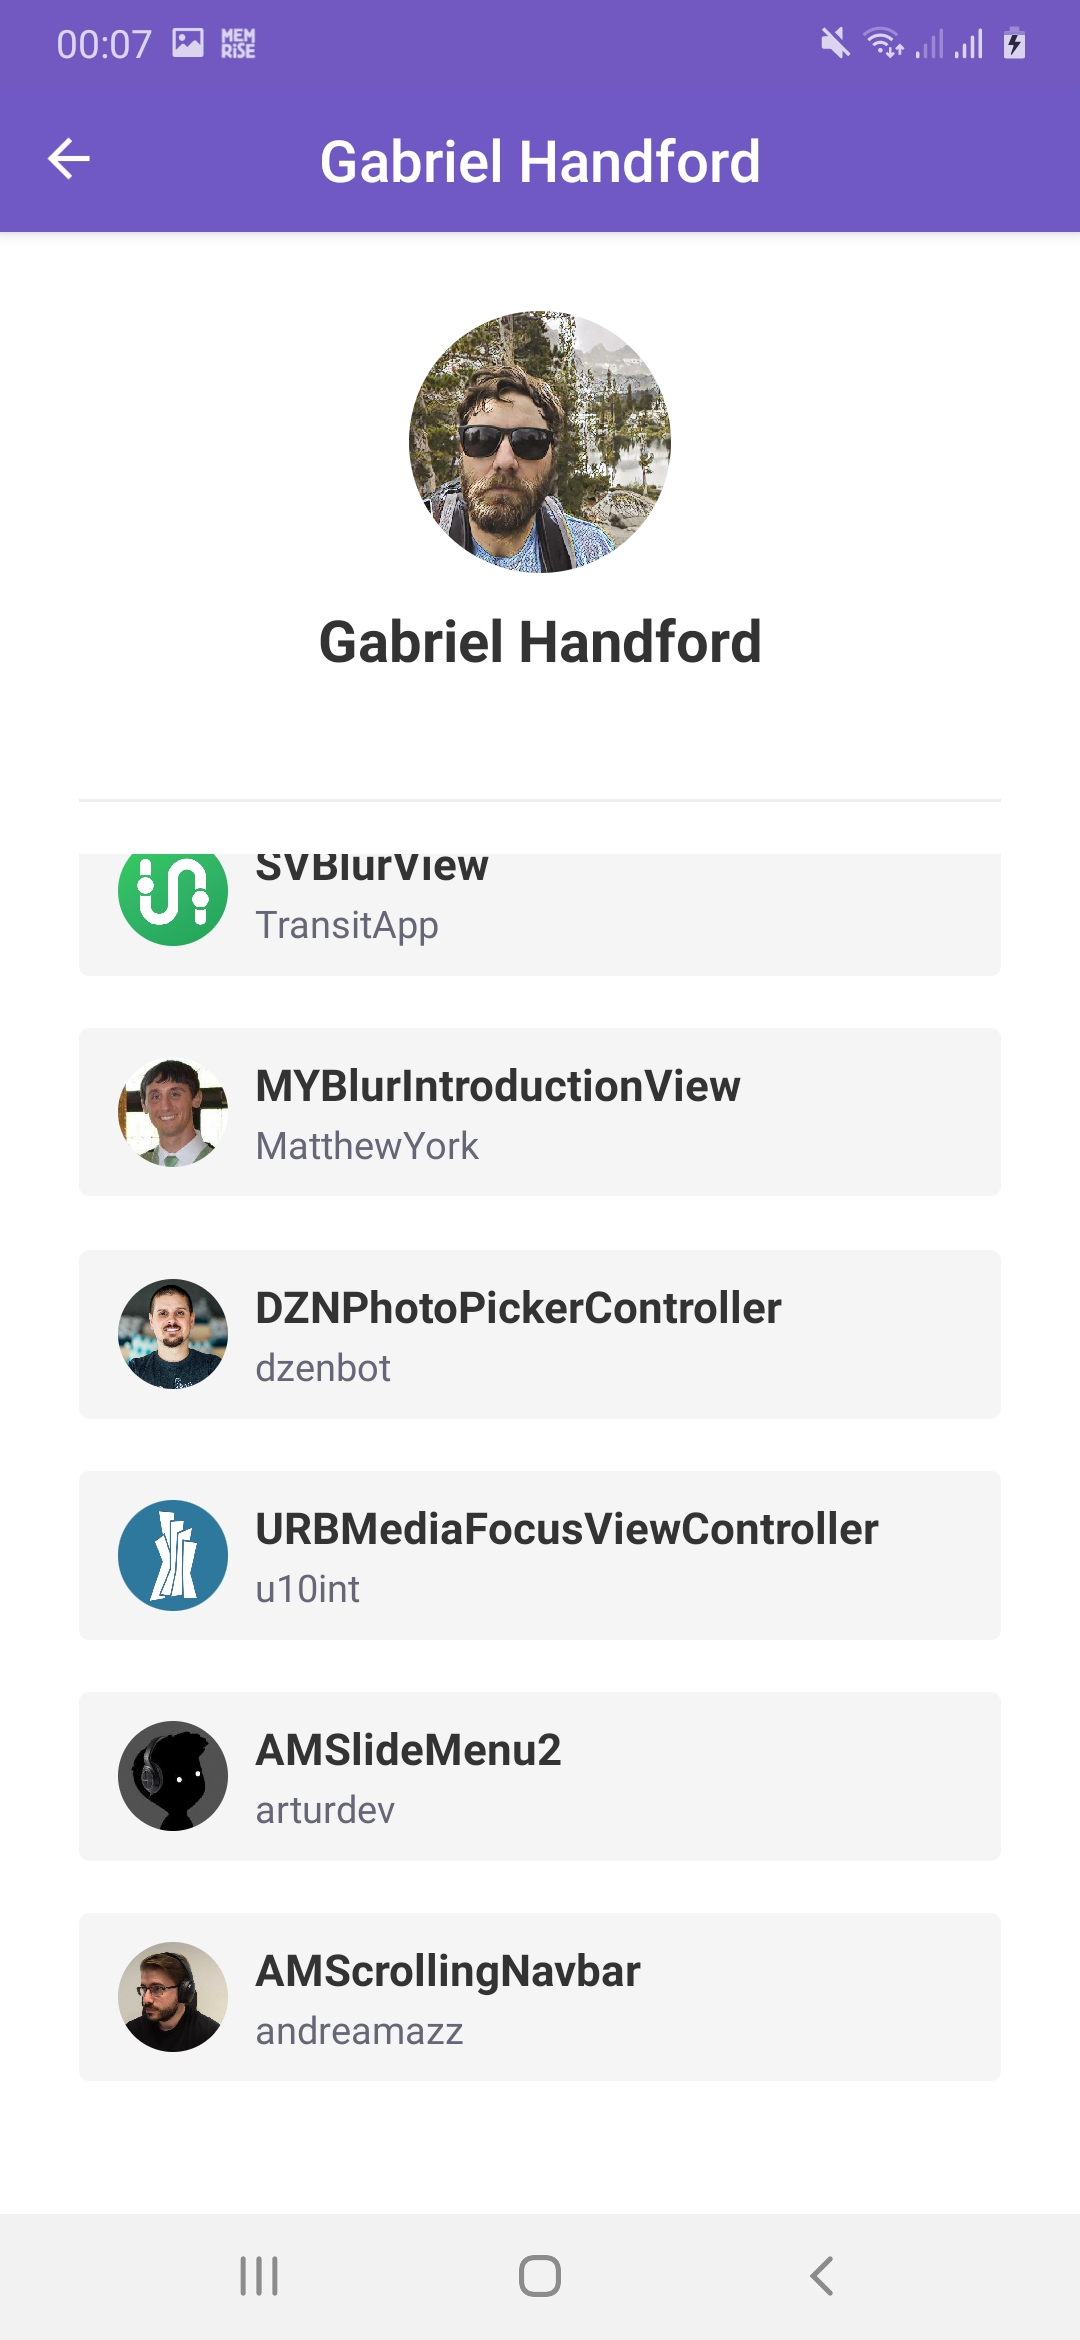 00:07 MEM
RiSE
Gabriel Handford
Gabriel Handford
SVBlurView
TransitApp
MYBlurIntroductionView
MatthewYork
DZNPhotoPickerController
dzenbot
URBMediaFocusViewController
u10int
AMSlideMenu2
arturdev
AMScrollingNavbar
andreamazz